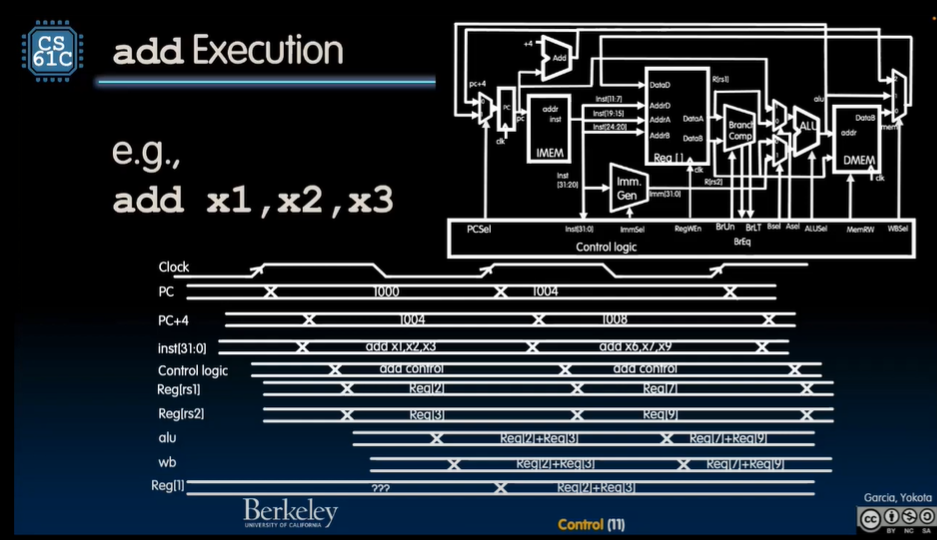 CS
61C
add Execution
e.g.,
add x1,x2,x3
+4
Add
pc+4
PC
pc
clk
addr
inst
IMEM
Inst[11:7]
Inst[19:15]
Inst[24:20]
Inst
[31:20]
DataD
AddrD
AddrA
AddrB
DataA
DataB
Reg [ ]
clk
R[rs1]
R[rs2]
Imm.
Gen
Imm[31:0]
Branch
Comp
ALU
alu
addr
DataB
DMEM
clk
mem
PCSel
Inst[31:0]
ImmSel
RegWEn
BrUn
BrEq
BrLT
Bsel
Asel
ALUSel
MemRW
WBSel
Control logic
Clock
PC 1000 1004
PC+4 1004 1008
inst[31:0] add x1,x2,x3 add x6,x7,x9
Control logic add control add control
Reg[rs1] Reg[2] Reg[7]
Reg[rs2] Reg[3] Reg[9]
alu Reg[2]+Reg[3] Reg[7]+Reg[9]
wb Reg[2]+Reg[3] Reg[7]+Reg[9]
Reg[1] ??? Reg[2]+Reg[3]
Berkeley
UNIVERSITY OF CALIFORNIA
Control (11)
Garcia, Yokota
CC
BY NC SA